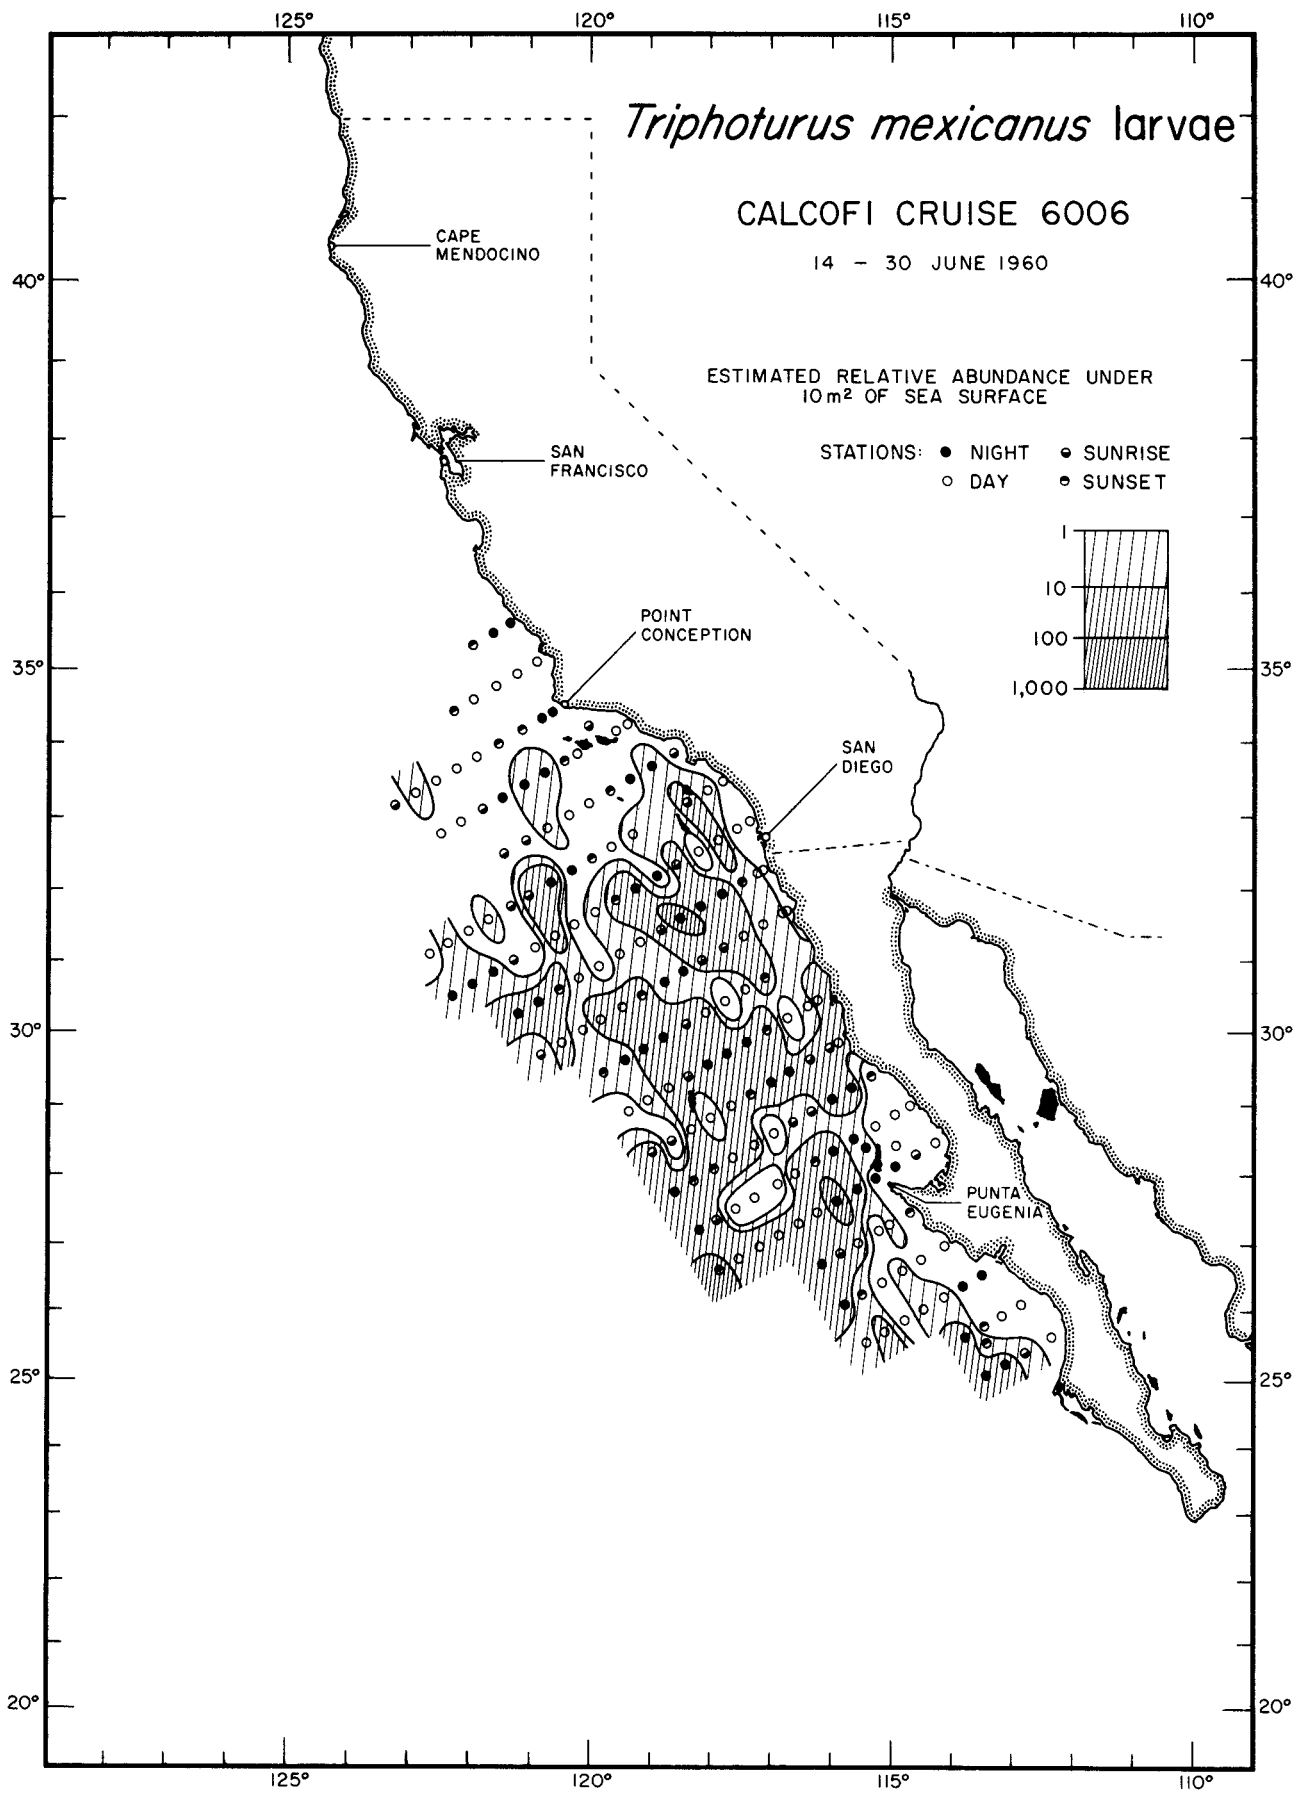 125° 120° 115° 110°
Triphoturus mexicanus larvae
CALCOFI CRUISE 6006
14 – 30 JUNE 1960
CAPE
MENDOCINO
40° 40°
ESTIMATED RELATIVE ABUNDANCE UNDER
10 m² OF SEA SURFACE
STATIONS: ● NIGHT SUNRISE
○ DAY SUNSET
SAN
FRANCISCO
1
10
100
1,000
POINT
CONCEPTION
35° 35°
SAN
DIEGO
30° 30°
PUNTA
EUGENIA
25° 25°
20° 20°
125° 120° 115° 110°